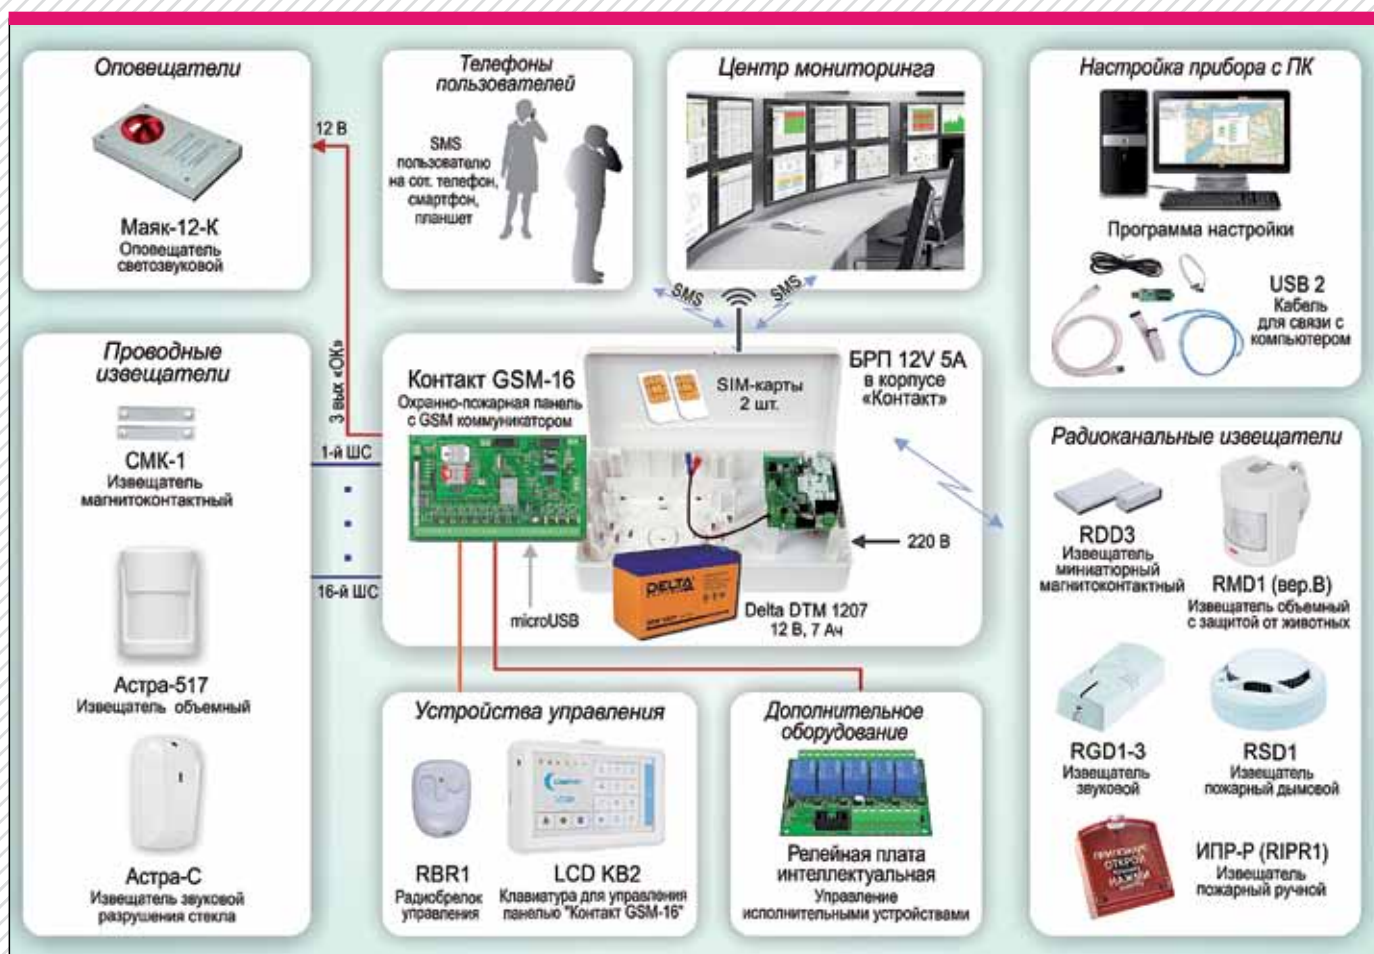 Оповещатели
12 В
Маяк-12-К
Оповещатель
светозвуковой
Телефоны
пользователей
SMS
пользователю
на сот. телефон,
смартфон,
планшет
Центр мониторинга
SMS
SMS
Настройка прибора с ПК
Программа настройки
USB 2
Кабель
для связи с
компьютером
Проводные
извещатели
СМК-1
Извещатель
магнитоконтактный
Астра-517
Извещатель объемный
Астра-С
Извещатель звуковой
разрушения стекла
3 вых «ОК»
1-й ШС
16-й ШС
Контакт GSM-16
Охранно-пожарная панель
с GSM коммуникатором
SIM-карты
2 шт.
БРП 12V 5A
в корпусе
«Контакт»
220 В
microUSB
DELTA
Delta DTM 1207
12 В, 7 Ач
Радиоканальные извещатели
RDD3
Извещатель
миниатюрный
магнитоконтактный
RMD1 (вер.В)
Извещатель объемный
с защитой от животных
RGD1-3
Извещатель
звуковой
RSD1
Извещатель
пожарный дымовой
ОТКРОЙ
НАЖМИ
ИПР-Р (RIPR1)
Извещатель
пожарный ручной
Устройства управления
RBR1
Радиобрелок
управления
LCD KB2
Клавиатура для управления
панелью "Контакт GSM-16"
Дополнительное
оборудование
Релейная плата
интеллектуальная
Управление
исполнительными устройствами